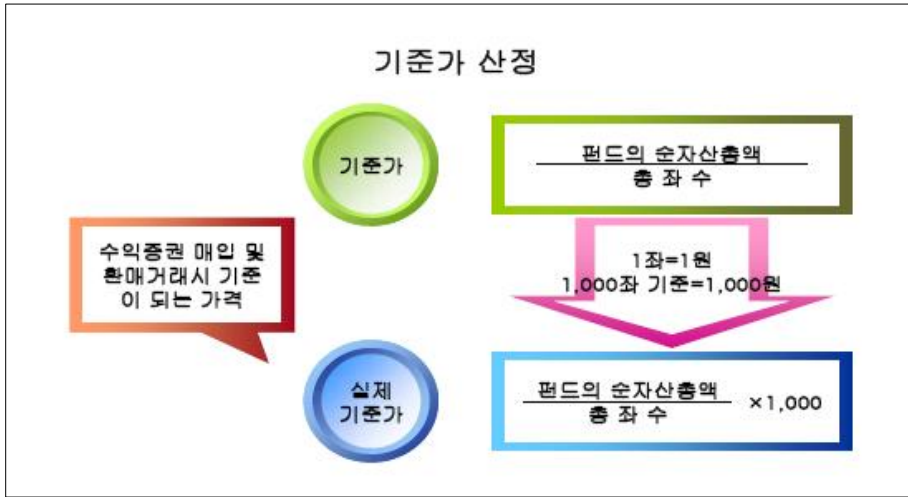 기준가 산정
기준가
펀드의 순자산총액
총 좌 수
수익증권 매입 및
환매거래시 기준
이 되는 가격
1좌=1원
1,000좌 기준=1,000원
실제
기준가
펀드의 순자산총액
총 좌 수
×1,000